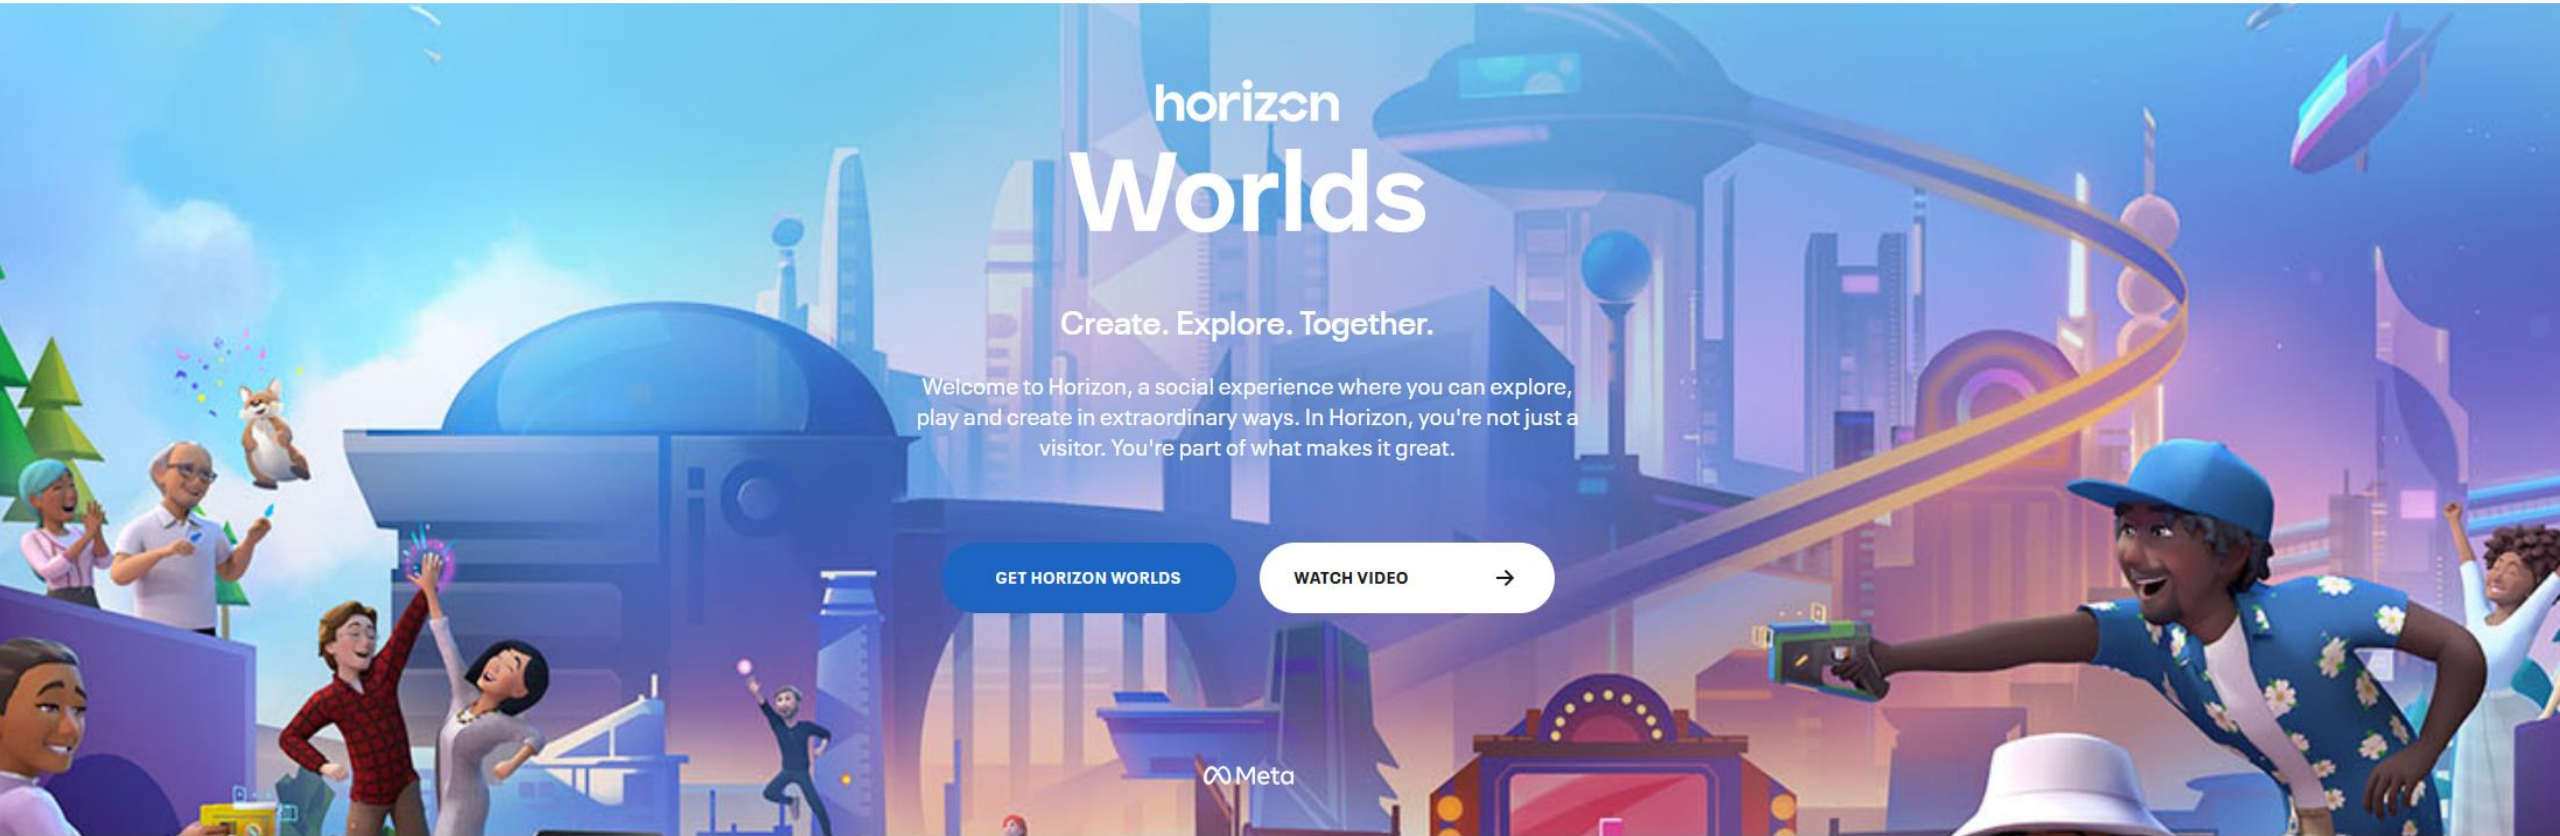 horizon
Worlds
Create. Explore. Together.
Welcome to Horizon, a social experience where you can explore,
play and create in extraordinary ways. In Horizon, you're not just a
visitor. You're part of what makes it great.
GET HORIZON WORLDS
WATCH VIDEO →
Meta